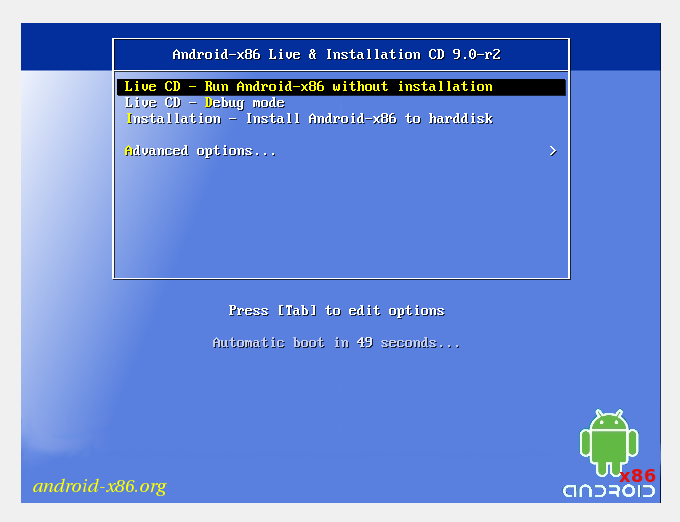 Android-x86 Live & Installation CD 9.0-r2
Live CD - Run Android-x86 without installation
Live CD - Debug mode
Installation - Install Android-x86 to harddisk
Advanced options... >
Press [Tab] to edit options
Automatic boot in 49 seconds...
x86
android-x86.org
ANDROID